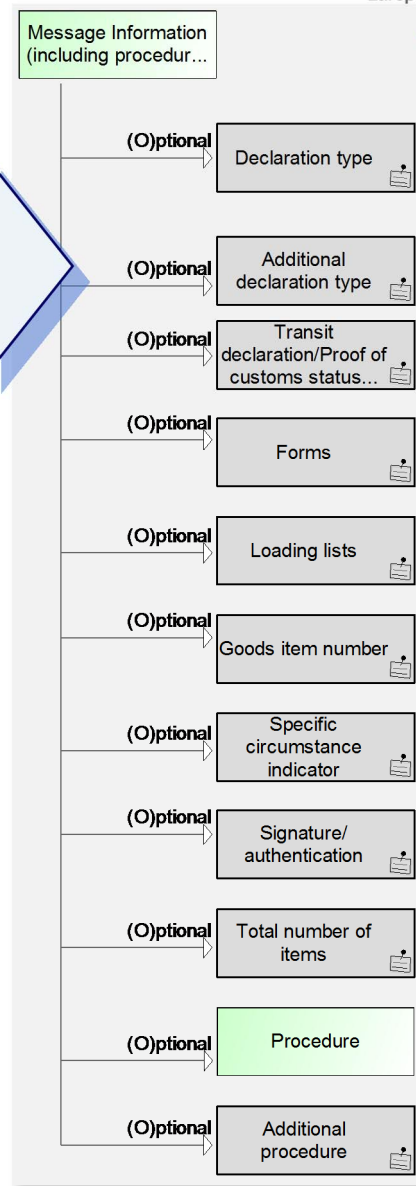 Message Information
(including procedur...
(O)ptional
Declaration type
(O)ptional
Additional
declaration type
(O)ptional
Transit
declaration/Proof of
customs status...
(O)ptional
Forms
(O)ptional
Loading lists
(O)ptional
Goods item number
(O)ptional
Specific
circumstance
indicator
(O)ptional
Signature/
authentication
(O)ptional
Total number of
items
(O)ptional
Procedure
(O)ptional
Additional
procedure